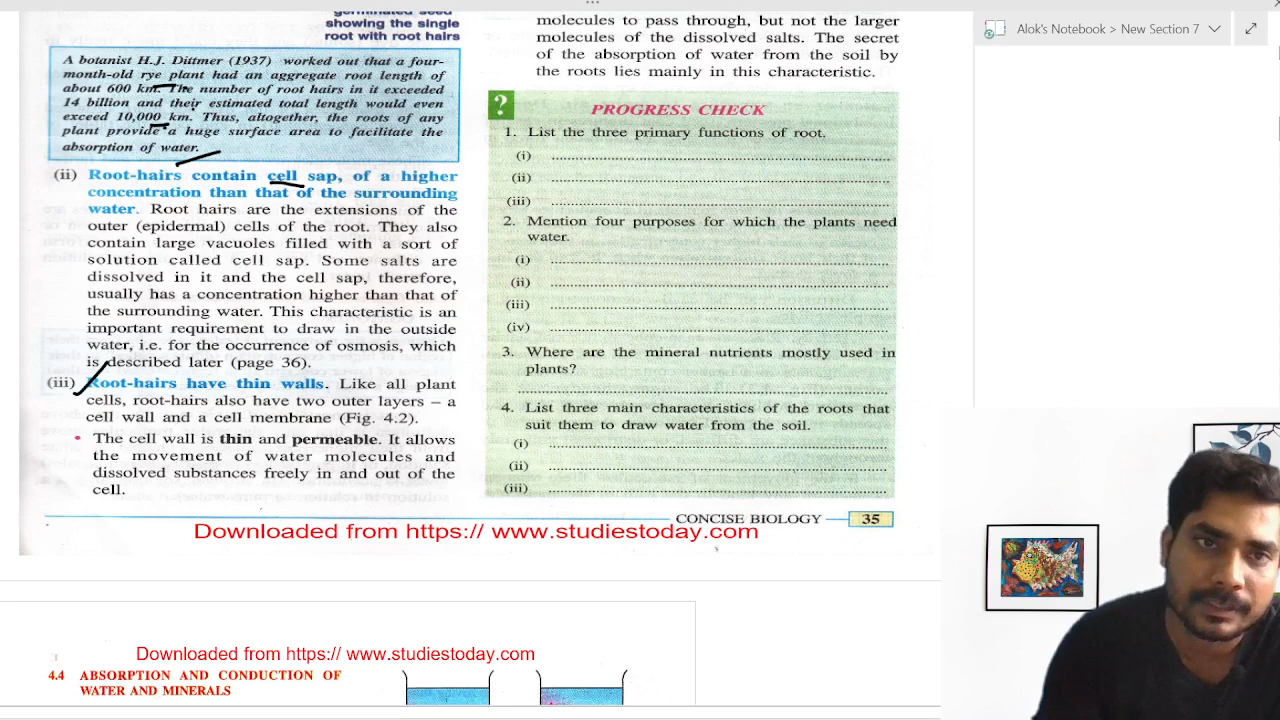 germinated seed
showing the single
root with root hairs
A botanist H.J. Dittmer (1937) worked out that a four-
month-old rye plant had an aggregate root length of
about 600 km. The number of root hairs in it exceeded
14 billion and their estimated total length would even
exceed 10,000 km. Thus, altogether, the roots of any
plant provide a huge surface area to facilitate the
absorption of water.
(ii) Root-hairs contain cell sap, of a higher
concentration than that of the surrounding
water. Root hairs are the extensions of the
outer (epidermal) cells of the root. They also
contain large vacuoles filled with a sort of
solution called cell sap. Some salts are
dissolved in it and the cell sap, therefore,
usually has a concentration higher than that of
the surrounding water. This characteristic is an
important requirement to draw in the outside
water, i.e. for the occurrence of osmosis, which
is described later (page 36).
(iii) Root-hairs have thin walls. Like all plant
cells, root-hairs also have two outer layers – a
cell wall and a cell membrane (Fig. 4.2).
• The cell wall is thin and permeable. It allows
the movement of water molecules and
dissolved substances freely in and out of the
cell.
molecules to pass through, but not the larger
molecules of the dissolved salts. The secret
of the absorption of water from the soil by
the roots lies mainly in this characteristic.
? PROGRESS CHECK
1. List the three primary functions of root.
(i) ........................................
(ii) ........................................
(iii) ........................................
2. Mention four purposes for which the plants need
water.
(i) ........................................
(ii) ........................................
(iii) ........................................
(iv) ........................................
3. Where are the mineral nutrients mostly used in
plants?
........................................
4. List three main characteristics of the roots that
suit them to draw water from the soil.
(i) ........................................
(ii) ........................................
(iii) ........................................
CONCISE BIOLOGY 35
Downloaded from https:// www.studiestoday.com
Downloaded from https:// www.studiestoday.com
4.4 ABSORPTION AND CONDUCTION OF
WATER AND MINERALS
Alok's Notebook > New Section 7